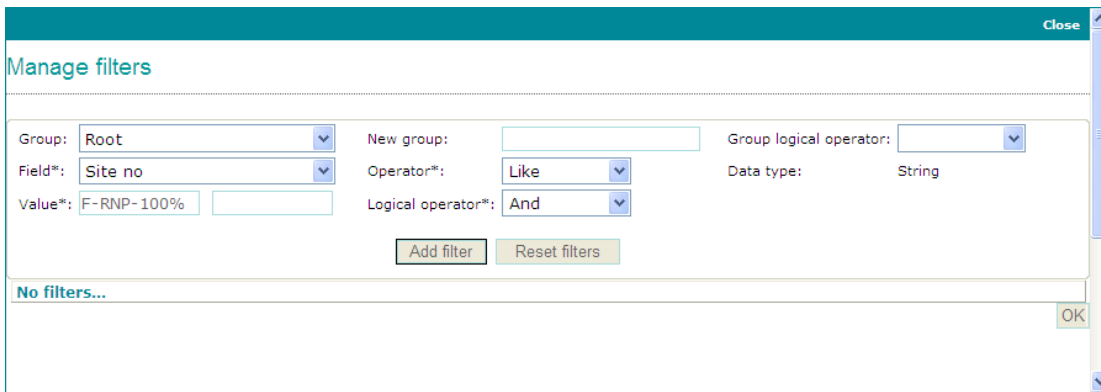 Close
Manage filters
Group: Root New group: Group logical operator:
Field*: Site no Operator*: Like Data type: String
Value*: F-RNP-100% Logical operator*: And
Add filter Reset filters
No filters...
OK